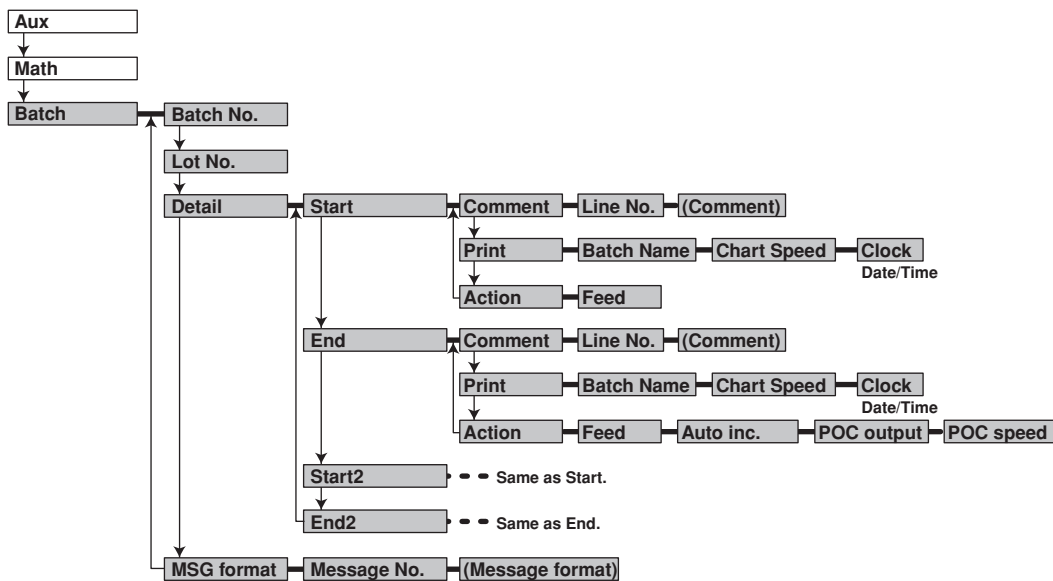 Aux
Math
Batch Batch No.
Lot No.
Detail Start Comment Line No. (Comment)
Print Batch Name Chart Speed Clock
Date/Time
Action Feed
End Comment Line No. (Comment)
Print Batch Name Chart Speed Clock
Date/Time
Action Feed Auto inc. POC output POC speed
Start2 Same as Start.
End2 Same as End.
MSG format Message No. (Message format)